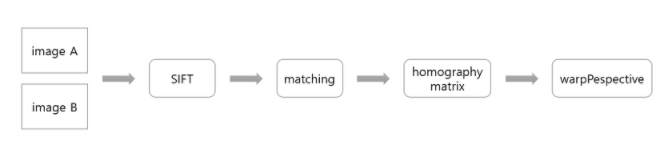 image A
image B
SIFT
matching
homography
matrix
warpPespective